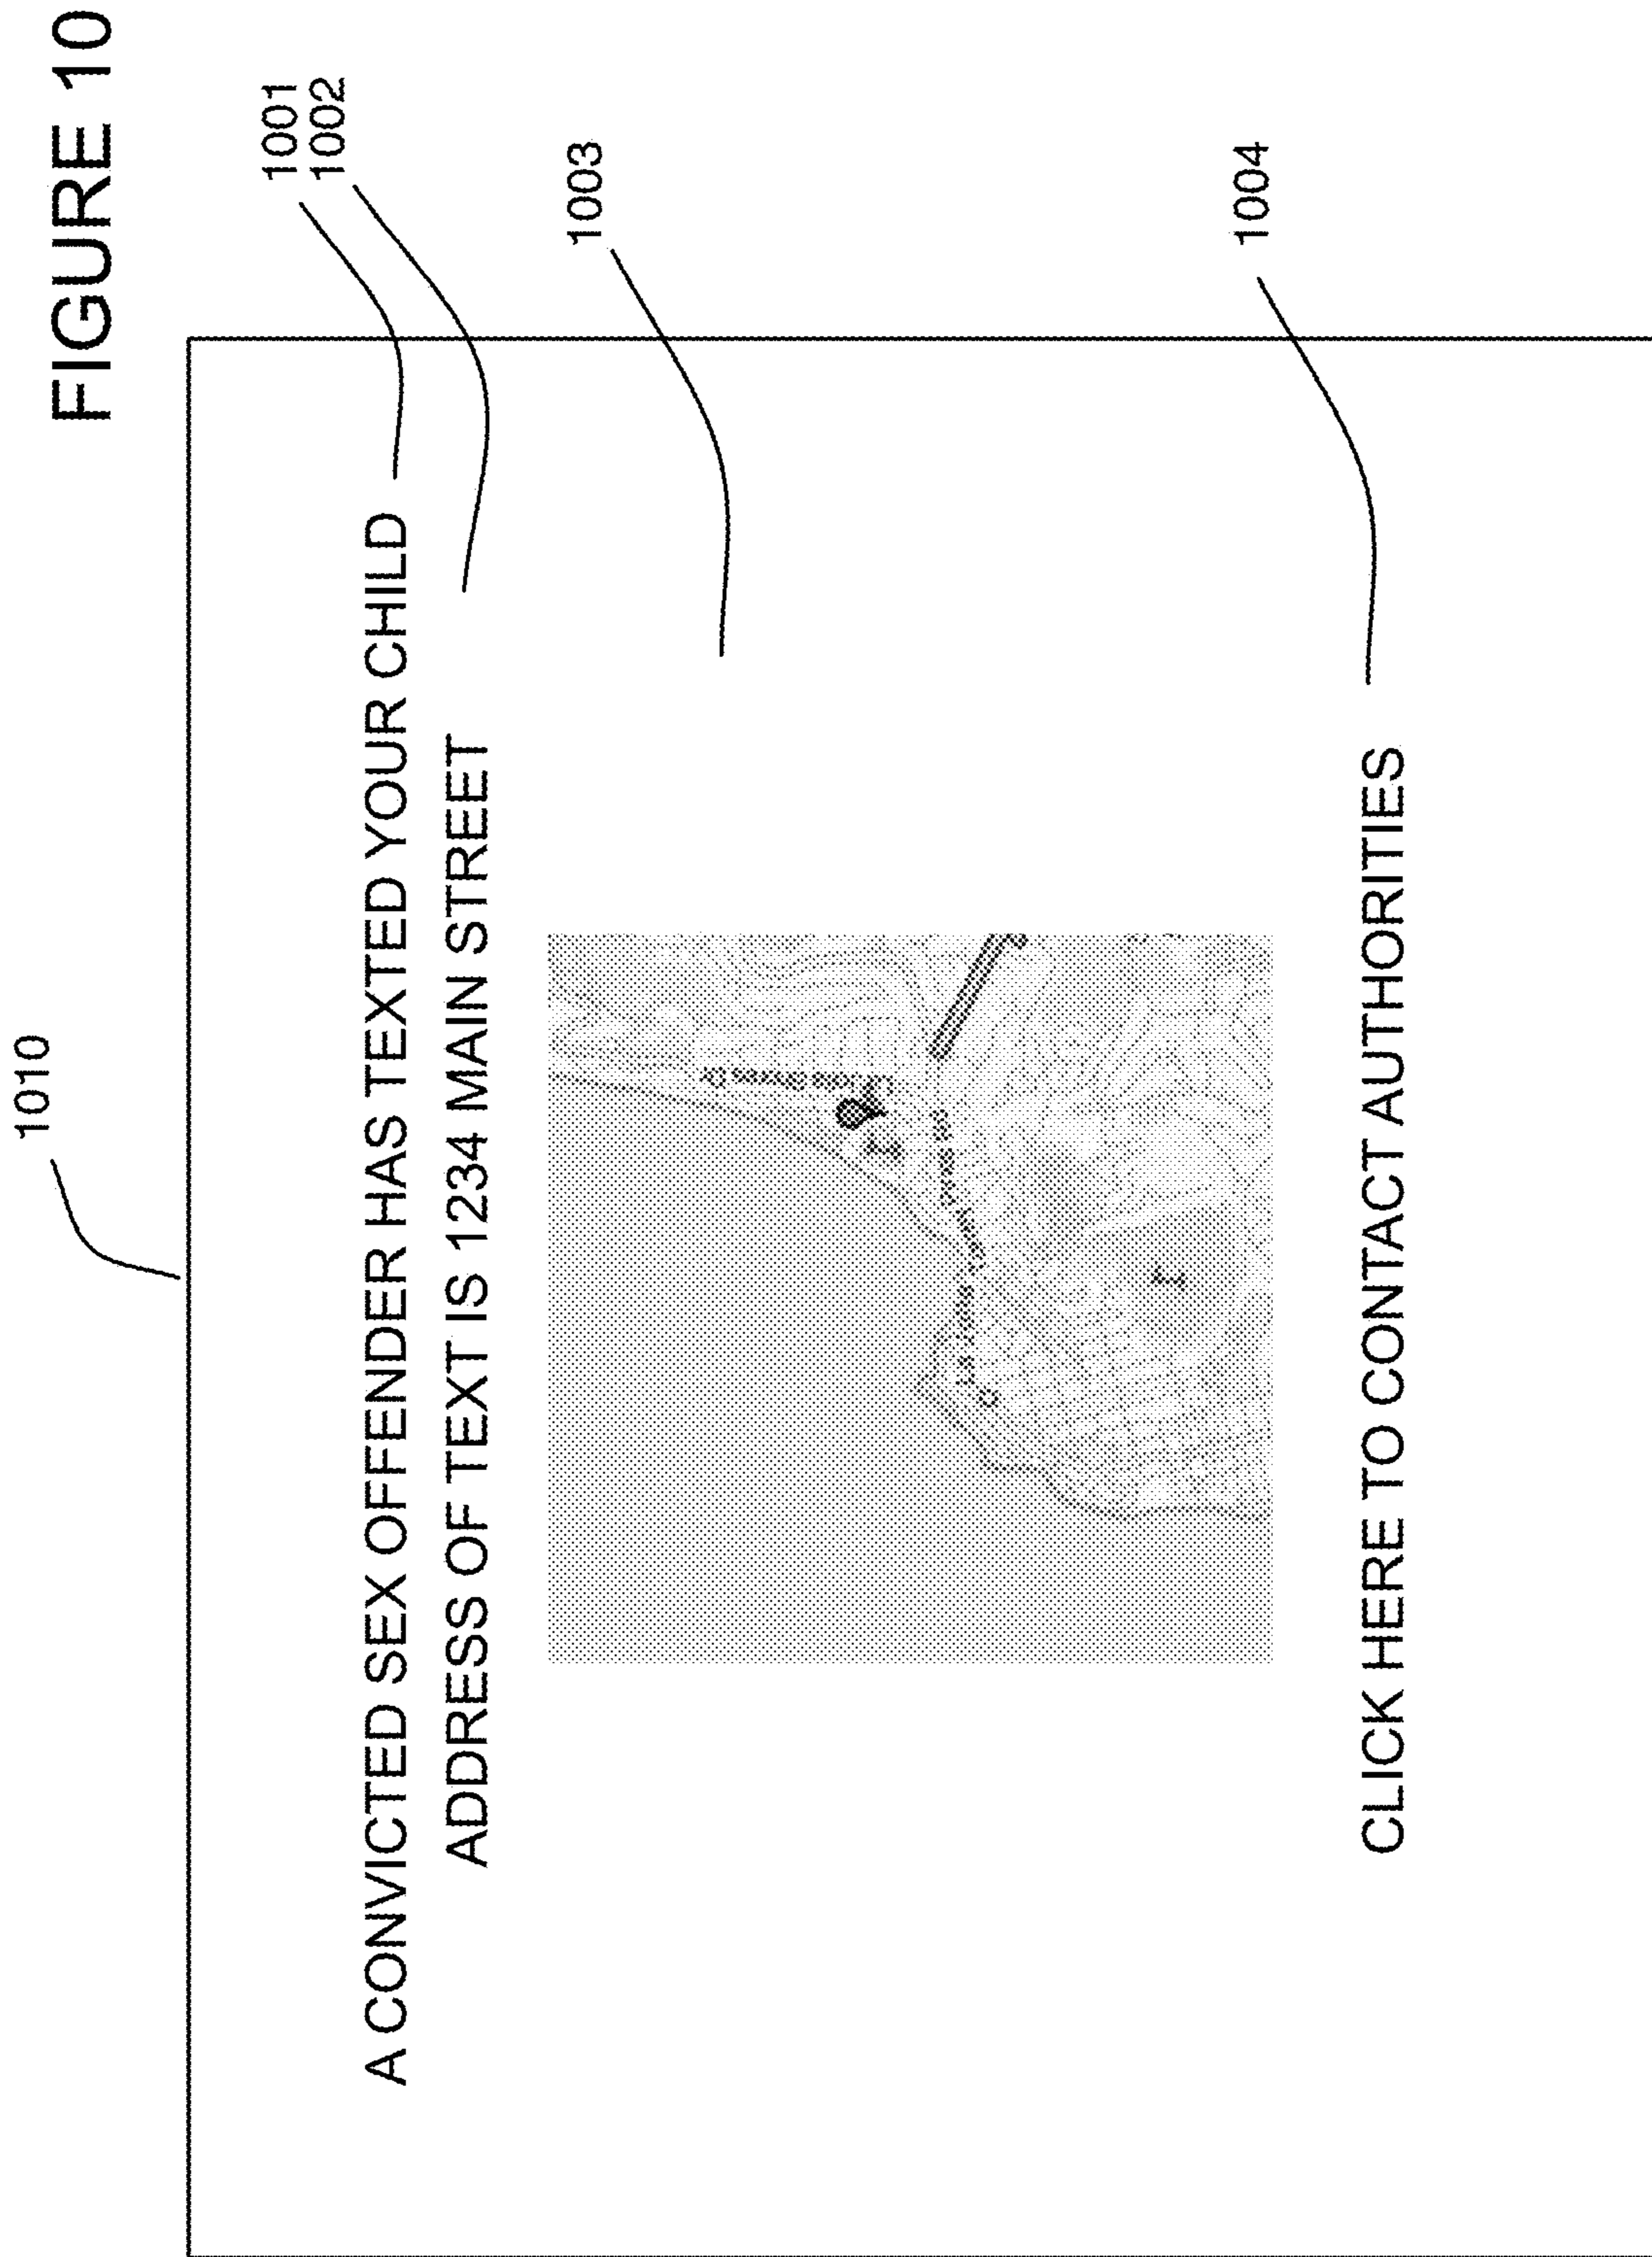 FIGURE 10
1010
1001
1002
A CONVICTED SEX OFFENDER HAS TEXTED YOUR CHILD
ADDRESS OF TEXT IS 1234 MAIN STREET
1003
1004
CLICK HERE TO CONTACT AUTHORITIES